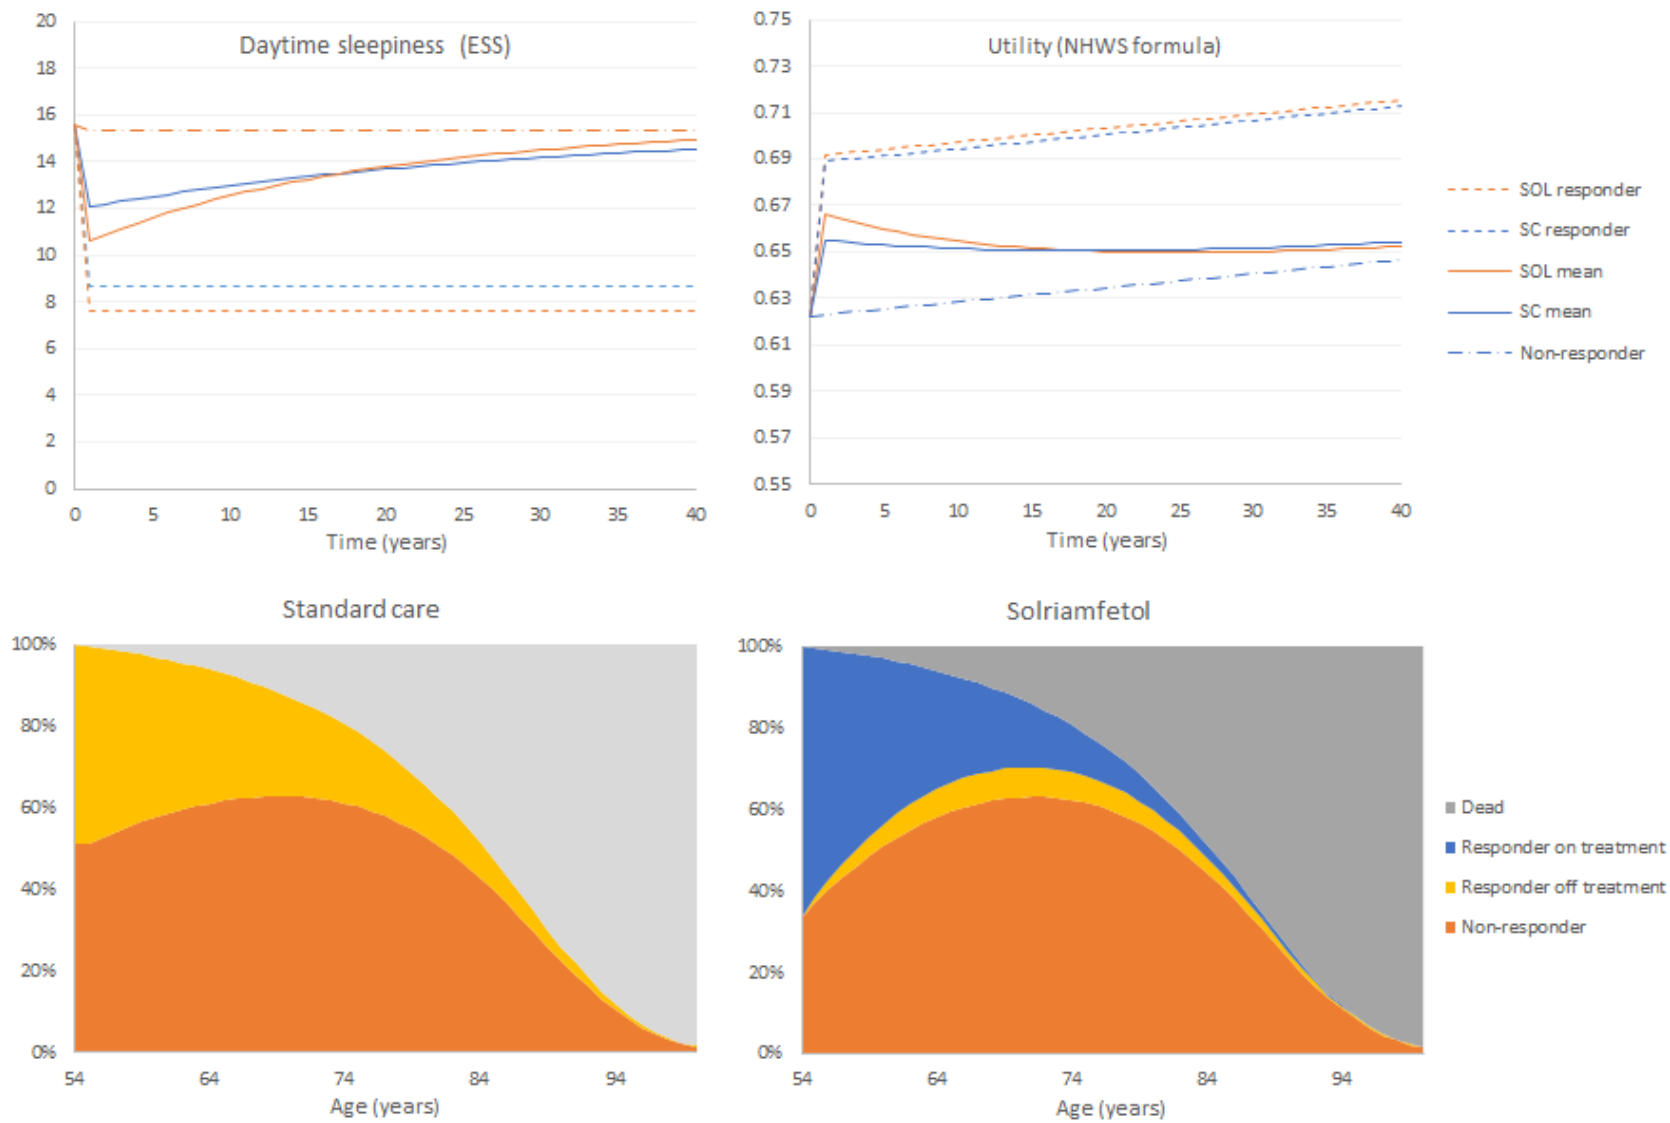 Daytime sleepiness (ESS)
20
18
16
14
12
10
8
6
4
2
0
0 5 10 15 20 25 30 35 40
Time (years)
Utility (NHWS formula)
0.75
0.73
0.71
0.69
0.67
0.65
0.63
0.61
0.59
0.57
0.55
0 5 10 15 20 25 30 35 40
Time (years)
SOL responder
SC responder
SOL mean
SC mean
Non-responder
Standard care
100%
80%
60%
40%
20%
0%
54 64 74 84 94
Age (years)
Solriamfetol
100%
80%
60%
40%
20%
0%
54 64 74 84 94
Age (years)
Dead
Responder on treatment
Responder off treatment
Non-responder